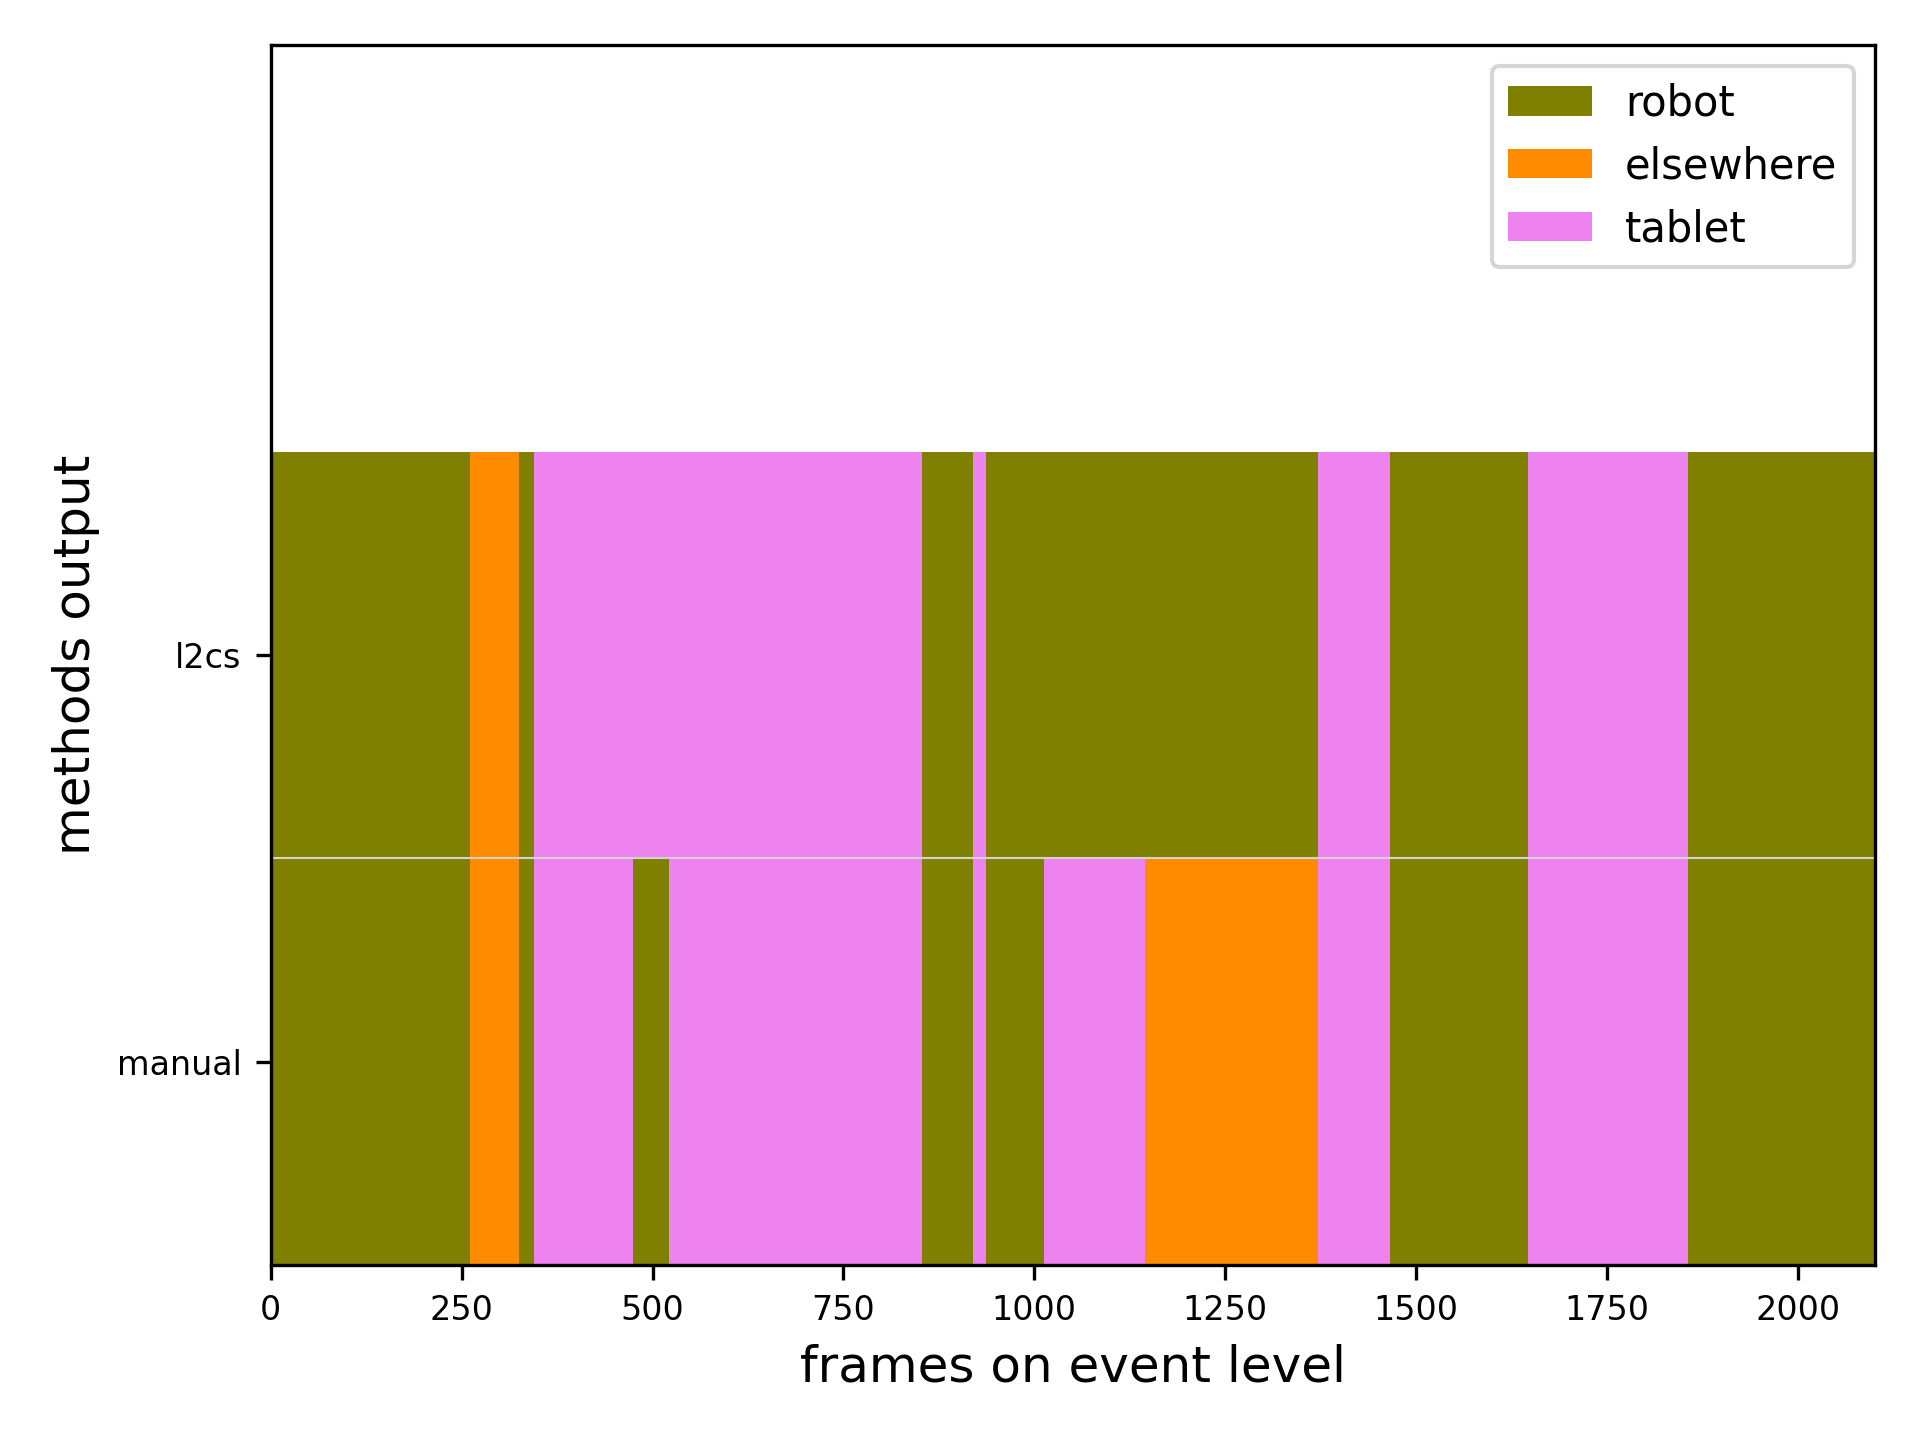 robot
elsewhere
tablet
methods output
l2cs
manual
0 250 500 750 1000 1250 1500 1750 2000
frames on event level